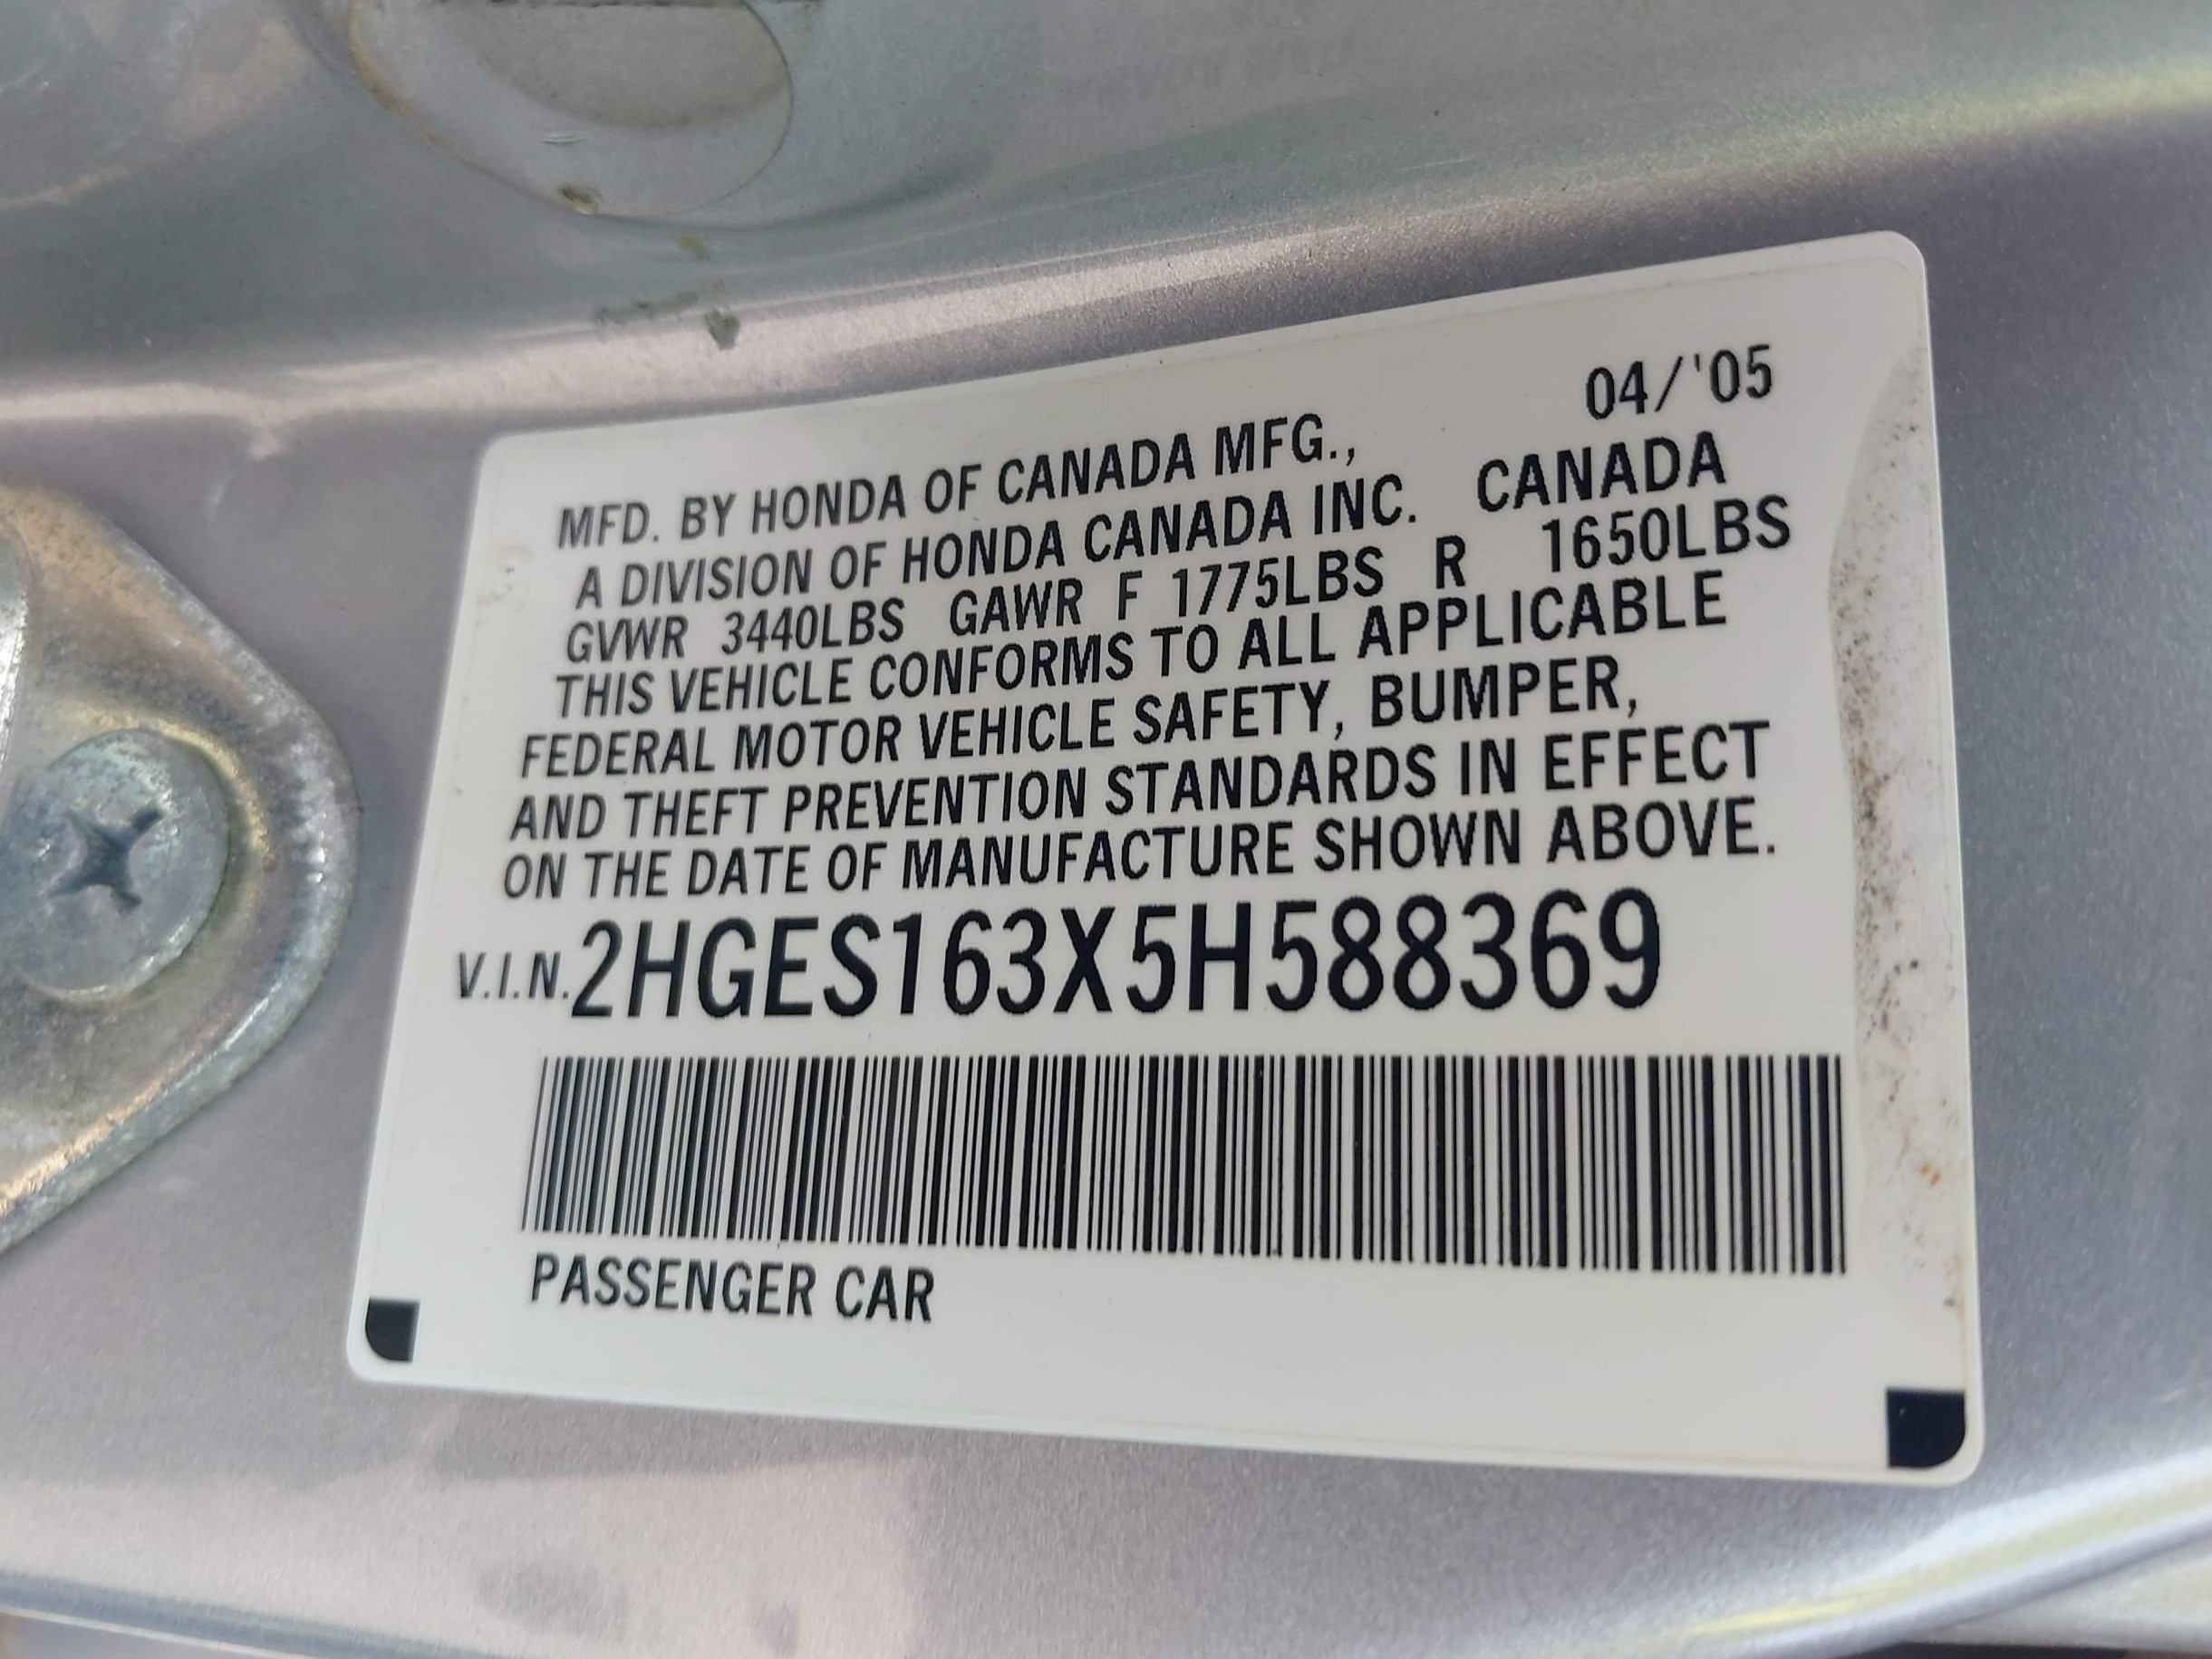 04/'05
MFD. BY HONDA OF CANADA MFG.,
A DIVISION OF HONDA CANADA INC. CANADA
GVWR 3440LBS GAWR F 1775LBS R 1650LBS
THIS VEHICLE CONFORMS TO ALL APPLICABLE
FEDERAL MOTOR VEHICLE SAFETY, BUMPER,
AND THEFT PREVENTION STANDARDS IN EFFECT
ON THE DATE OF MANUFACTURE SHOWN ABOVE.
V.I.N. 2HGES163X5H588369
PASSENGER CAR